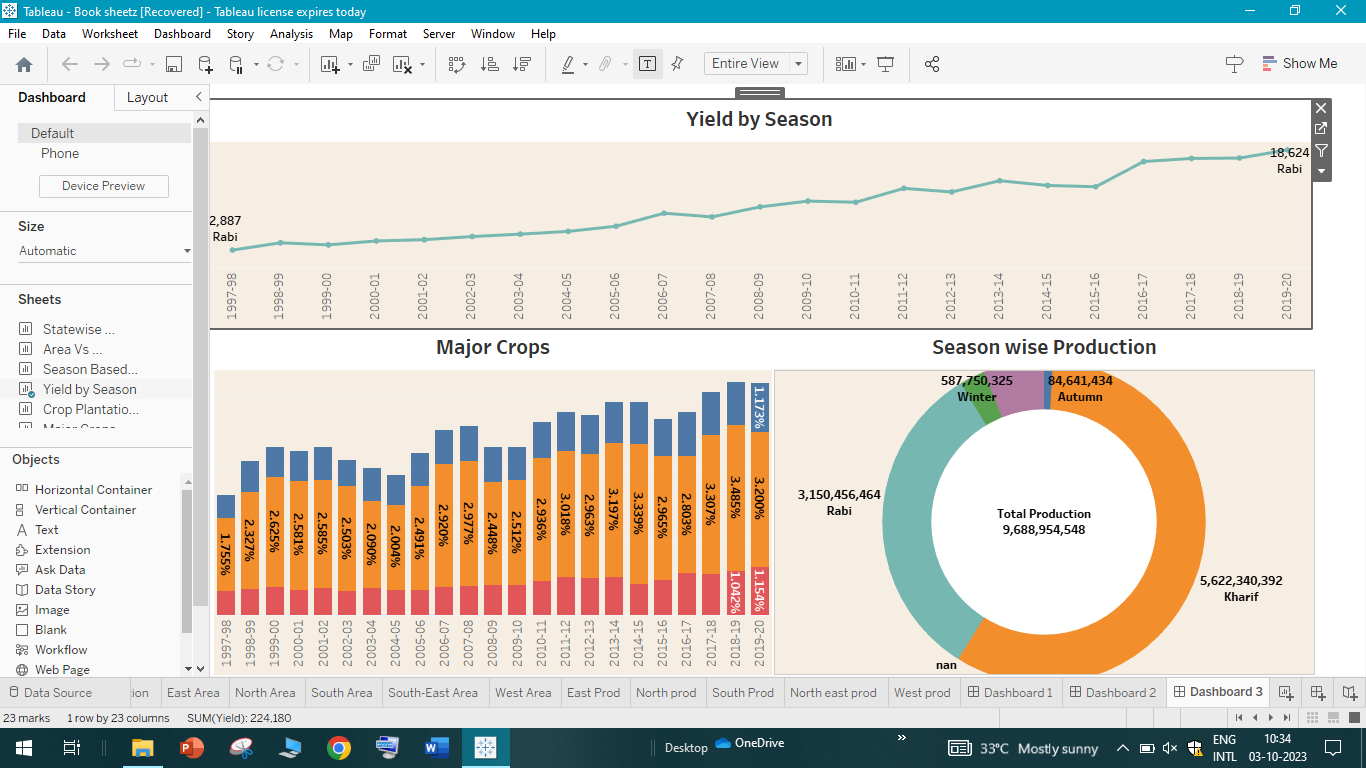 Tableau - Book sheetz [Recovered] - Tableau license expires today
File Data Worksheet Dashboard Story Analysis Map Format Server Window Help
Entire View
Show Me
Dashboard Layout
Default
Phone
Device Preview
Size
Automatic
Sheets
Statewise ...
Area Vs ...
Season Based...
Yield by Season
Crop Plantatio...
Objects
Horizontal Container
Vertical Container
Text
Extension
Ask Data
Data Story
Image
Blank
Workflow
Web Page
Yield by Season
2,887
Rabi
18,624
Rabi
1997-98 1998-99 1999-00 2000-01 2001-02 2002-03 2003-04 2004-05 2005-06 2006-07 2007-08 2008-09 2009-10 2010-11 2011-12 2012-13 2013-14 2014-15 2015-16 2016-17 2017-18 2018-19 2019-20
Major Crops
1.173%
1.755% 2.327% 2.625% 2.581% 2.585% 2.503% 2.090% 2.004% 2.491% 2.920% 2.977% 2.448% 2.512% 2.936% 3.018% 2.963% 3.197% 3.339% 2.965% 2.803% 3.307% 3.485% 3.200%
1.042% 1.154%
1997-98 1998-99 1999-00 2000-01 2001-02 2002-03 2003-04 2004-05 2005-06 2006-07 2007-08 2008-09 2009-10 2010-11 2011-12 2012-13 2013-14 2014-15 2015-16 2016-17 2017-18 2018-19 2019-20
Season wise Production
587,750,325
Winter
84,641,434
Autumn
3,150,456,464
Rabi
Total Production
9,688,954,548
5,622,340,392
Kharif
nan
Data Source tion East Area North Area South Area South-East Area West Area East Prod North prod South Prod North east prod West prod Dashboard 1 Dashboard 2 Dashboard 3
23 marks 1 row by 23 columns SUM(Yield): 224,180
Desktop OneDrive
33°C Mostly sunny
ENG
INTL
10:34
03-10-2023